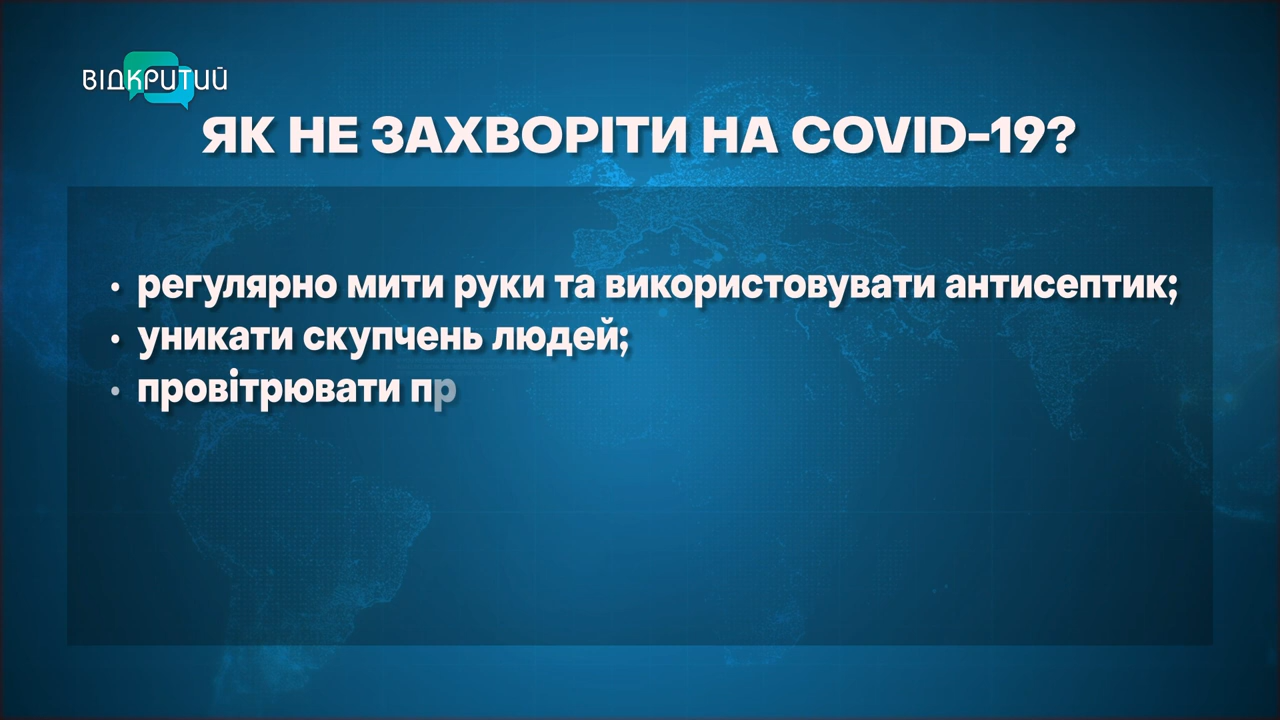 ВІДКРИТИЙ
ЯК НЕ ЗАХВОРІТИ НА COVID-19?
• регулярно мити руки та використовувати антисептик;
• уникати скупчень людей;
• провітрювати пр